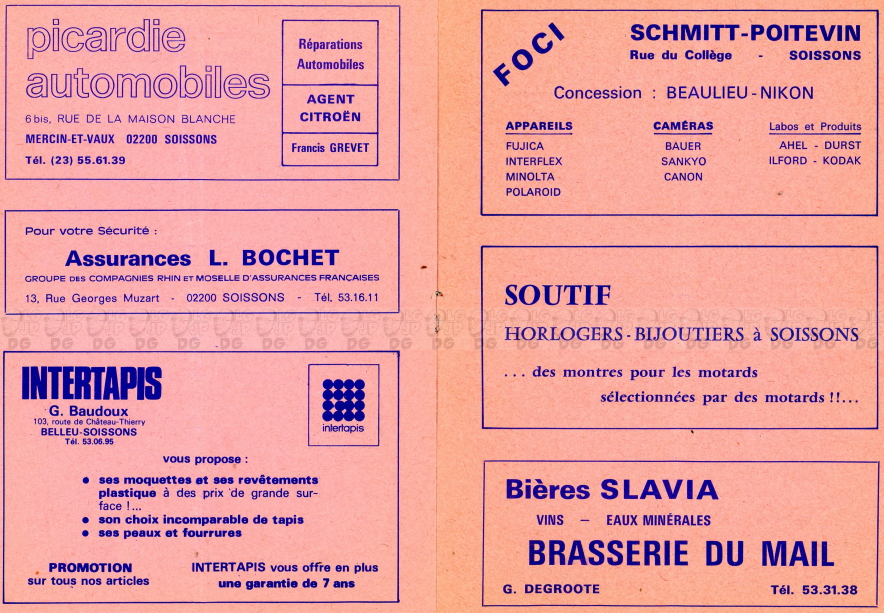 picardie
automobiles
6 bis, RUE DE LA MAISON BLANCHE
MERCIN-ET-VAUX 02200 SOISSONS
Tél. (23) 55.61.39
Réparations
Automobiles
AGENT
CITROËN
Francis GREVET
Pour votre Sécurité :
Assurances L. BOCHET
GROUPE DES COMPAGNIES RHIN ET MOSELLE D'ASSURANCES FRANCAISES
13, Rue Georges Muzart - 02200 SOISSONS - Tél. 53.16.11
INTERTAPIS
G. Baudoux
103, route de Château-Thierry
BELLEU-SOISSONS
Tél. 53.06.95
intertapis
vous propose :
● ses moquettes et ses revêtements
plastique à des prix de grande sur-
face !...
● son choix incomparable de tapis
● ses peaux et fourrures
PROMOTION
sur tous nos articles
INTERTAPIS vous offre en plus
une garantie de 7 ans
FOCI
SCHMITT-POITEVIN
Rue du Collège - SOISSONS
Concession : BEAULIEU - NIKON
APPAREILS
FUJICA
INTERFLEX
MINOLTA
POLAROID
CAMÉRAS
BAUER
SANKYO
CANON
Labos et Produits
AHEL - DURST
ILFORD - KODAK
SOUTIF
HORLOGERS - BIJOUTIERS à SOISSONS
... des montres pour les motards
sélectionnées par des motards !!...
Bières SLAVIA
VINS — EAUX MINÉRALES
BRASSERIE DU MAIL
G. DEGROOTE Tél. 53.31.38